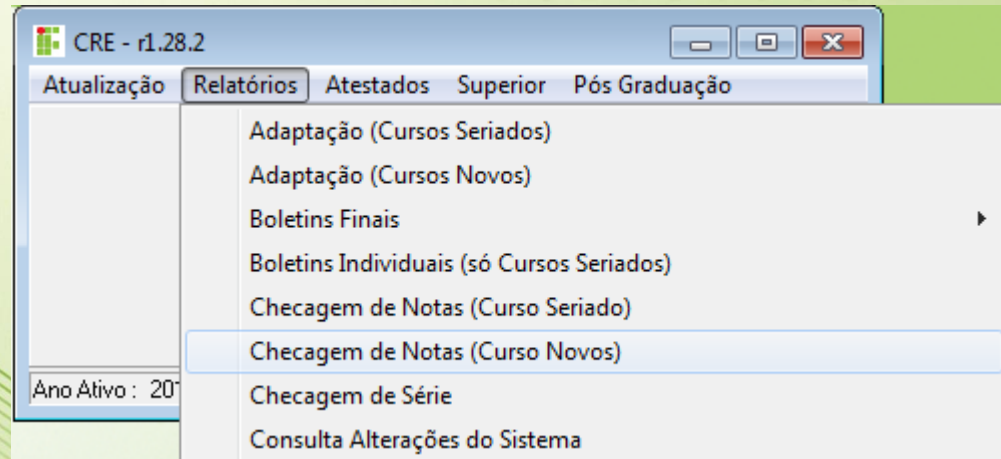 CRE - r1.28.2
Atualização Relatórios Atestados Superior Pós Graduação
Adaptação (Cursos Seriados)
Adaptação (Cursos Novos)
Boletins Finais
Boletins Individuais (só Cursos Seriados)
Checagem de Notas (Curso Seriado)
Checagem de Notas (Curso Novos)
Ano Ativo : 201
Checagem de Série
Consulta Alterações do Sistema